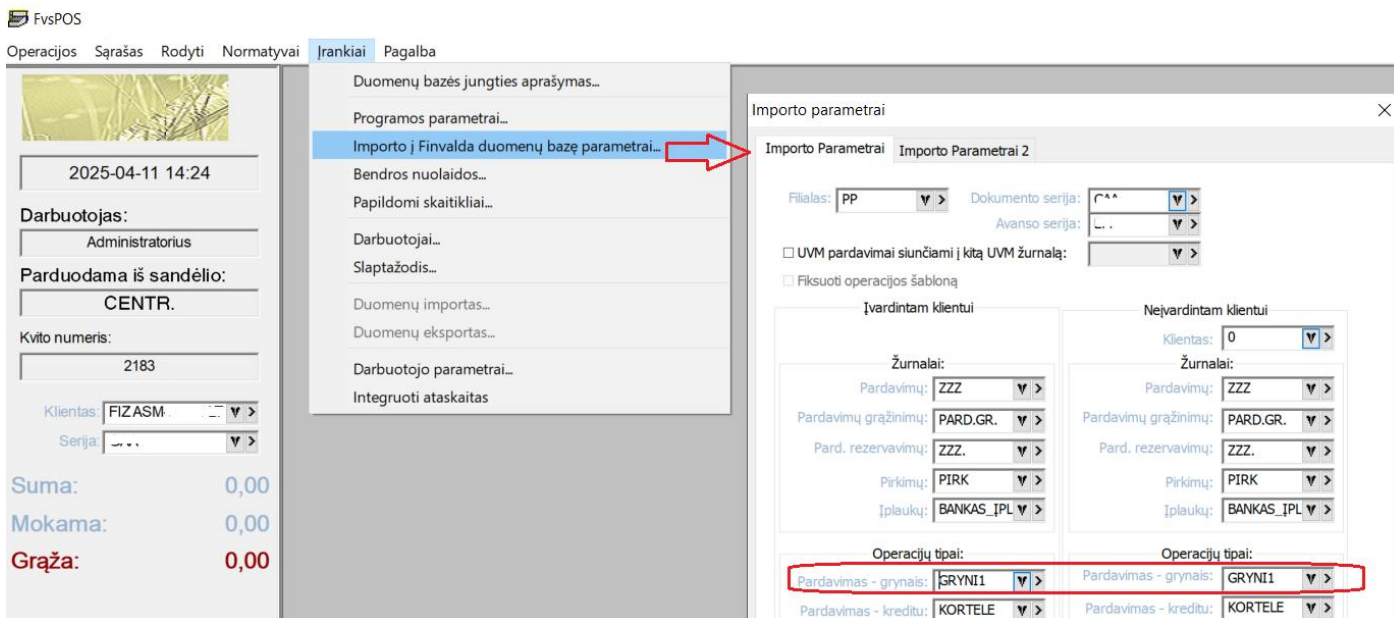 FvsPOS
Operacijos Sąrašas Rodyti Normatyvai Įrankiai Pagalba
2025-04-11 14:24
Darbuotojas:
Administratorius
Parduodama iš sandėlio:
CENTR.
Kvito numeris:
2183
Klientas: FIZASM
Serija:
Suma: 0,00
Mokama: 0,00
Grąža: 0,00
Duomenų bazės jungties aprašymas...
Programos parametrai...
Importo į Finvalda duomenų bazę parametrai...
Bendros nuolaidos...
Papildomi skaitikliai...
Darbuotojai...
Slaptažodis...
Duomenų importas...
Duomenų eksportas...
Darbuotojo parametrai...
Integruoti ataskaitas
Importo parametrai
Importo Parametrai Importo Parametrai 2
Filialas: PP Dokumento serija:
Avanso serija:
UVM pardavimai siunčiami į kitą UVM žurnalą:
Fiksuoti operacijos šabloną
Įvardintam klientui
Neįvardintam klientui
Klientas: 0
Žurnalai: Žurnalai:
Pardavimų: ZZZ Pardavimų: ZZZ
Pardavimų grąžinimų: PARD.GR. Pardavimų grąžinimų: PARD.GR.
Pard. rezervavimų: ZZZ. Pard. rezervavimų: ZZZ.
Pirkimų: PIRK Pirkimų: PIRK
Įplaukų: BANKAS_ĮPL Įplaukų: BANKAS_ĮPL
Operacijų tipai: Operacijų tipai:
Pardavimas - grynais: GRYNI1 Pardavimas - grynais: GRYNI1
Pardavimas - kreditu: KORTELE Pardavimas - kreditu: KORTELE